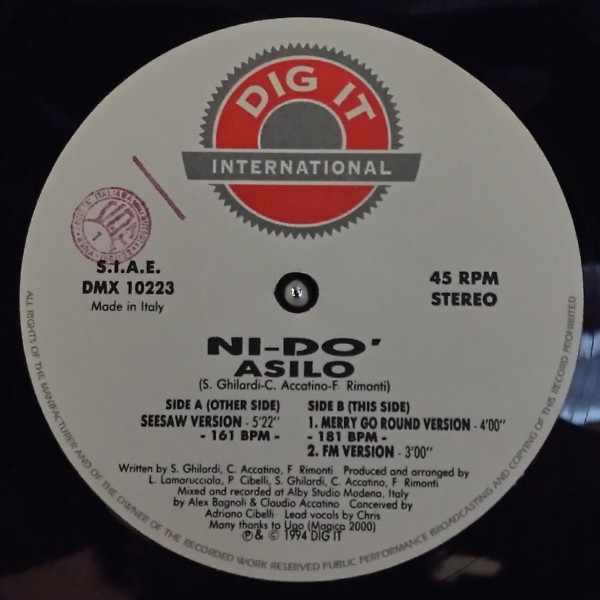 DIG IT
INTERNATIONAL
S.I.A.E.
DMX 10223
Made in Italy
45 RPM
STEREO
NI-DO'
ASILO
(S. Ghilardi-C. Accatino-F. Rimonti)
SIDE A (OTHER SIDE)
SEESAW VERSION - 5'22"
- 161 BPM -
SIDE B (THIS SIDE)
1. MERRY GO ROUND VERSION - 4'00"
- 181 BPM -
2. FM VERSION - 3'00"
Written by S. Ghilardi, C. Accatino, F. Rimonti Produced and arranged by
L. Lamarucciola, P. Cibelli, S. Ghilardi, C. Accatino, F. Rimonti
Mixed and recorded at Alby Studio Modena, Italy
by Alex Bagnoli & Claudio Accatino Conceived by
Adriano Cibelli Lead vocals by Chris
Many thanks to Ugo (Magico 2000)
℗ & © 1994 DIG IT
ALL RIGHTS OF THE MANUFACTURER AND OF THE OWNER OF THE RECORDED WORK RESERVED PUBLIC PERFORMANCE BROADCASTING AND COPYING OF THIS RECORD PROHIBITED